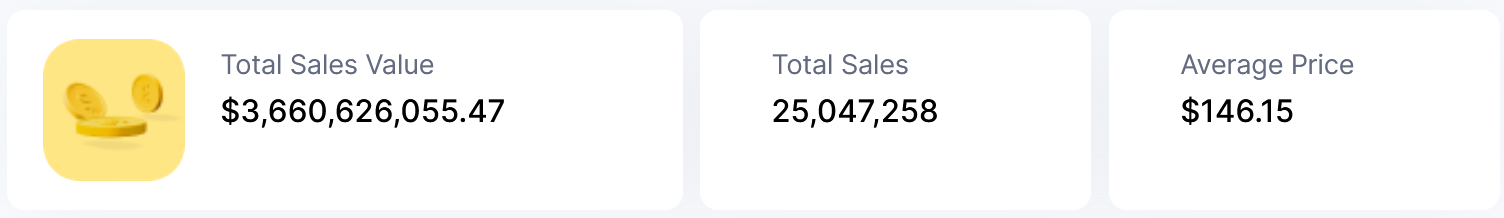 Total Sales Value
$3,660,626,055.47
Total Sales
25,047,258
Average Price
$146.15